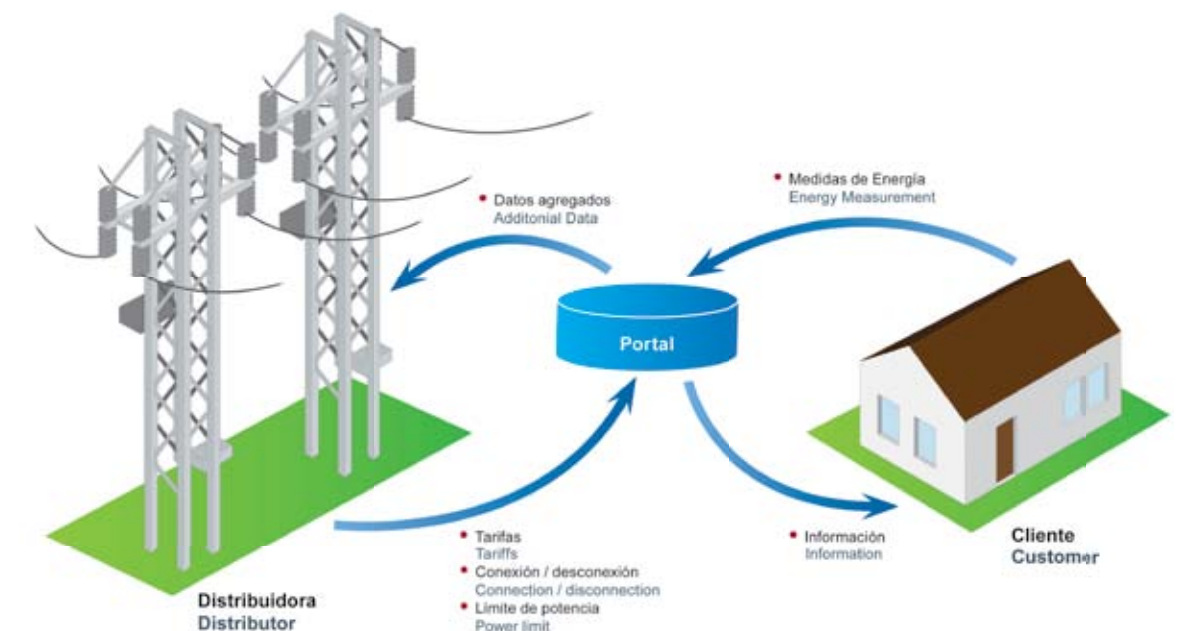 Medidas de Energía
Energy Measurement
Datos agregados
Additonial Data
Portal
Tarifas
Tariffs
Conexión / desconexión
Connection / disconnection
Límite de potencia
Power limit
Información
Information
Cliente
Customer
Distribuidora
Distributor